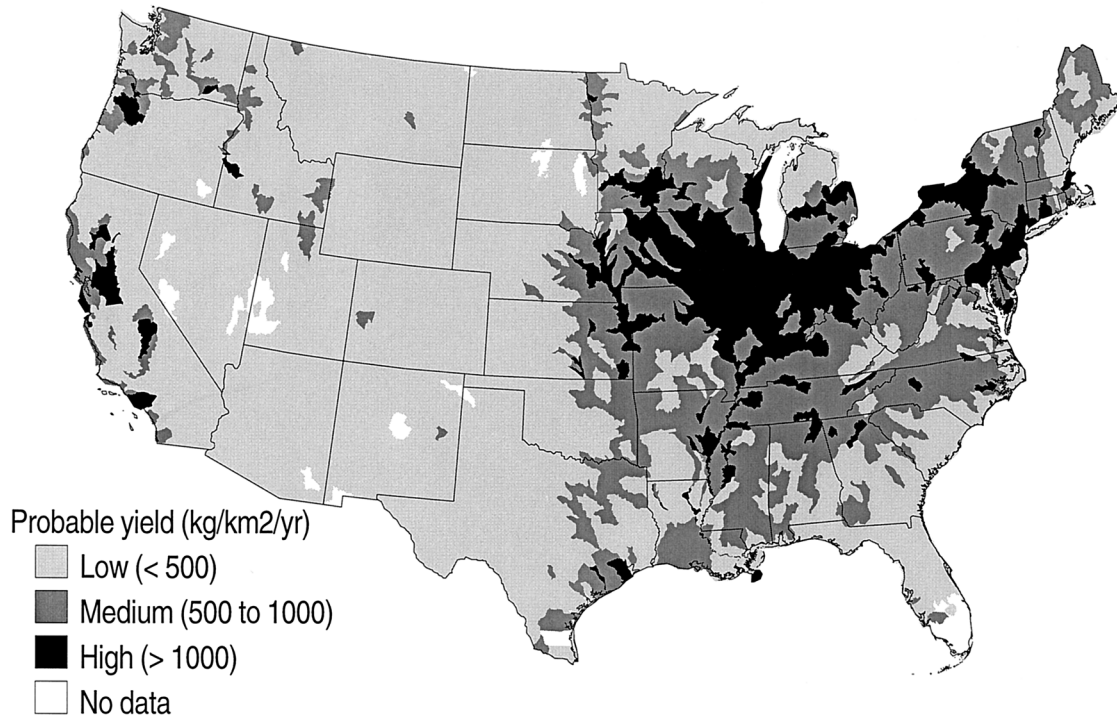 Probable yield (kg/km2/yr)
Low (< 500)
Medium (500 to 1000)
High (> 1000)
No data